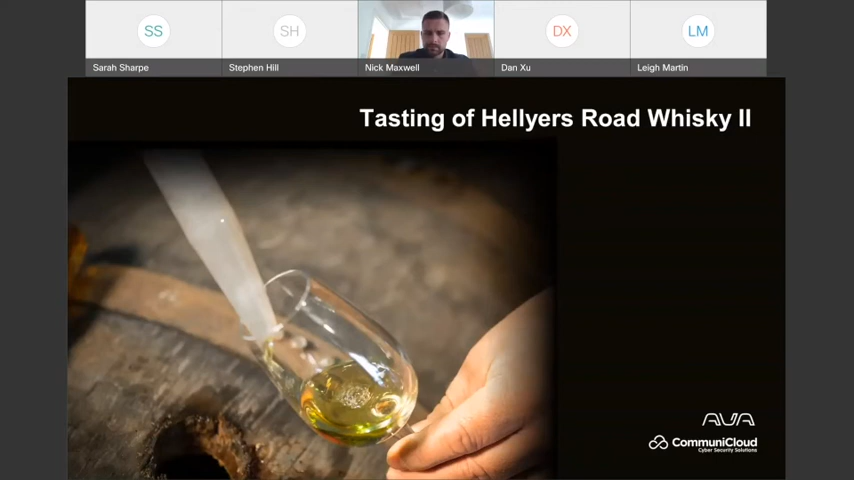 SS
SH
DX
LM
Sarah Sharpe
Stephen Hill
Nick Maxwell
Dan Xu
Leigh Martin
Tasting of Hellyers Road Whisky II
AVA
CommuniCloud
Cyber Security Solutions